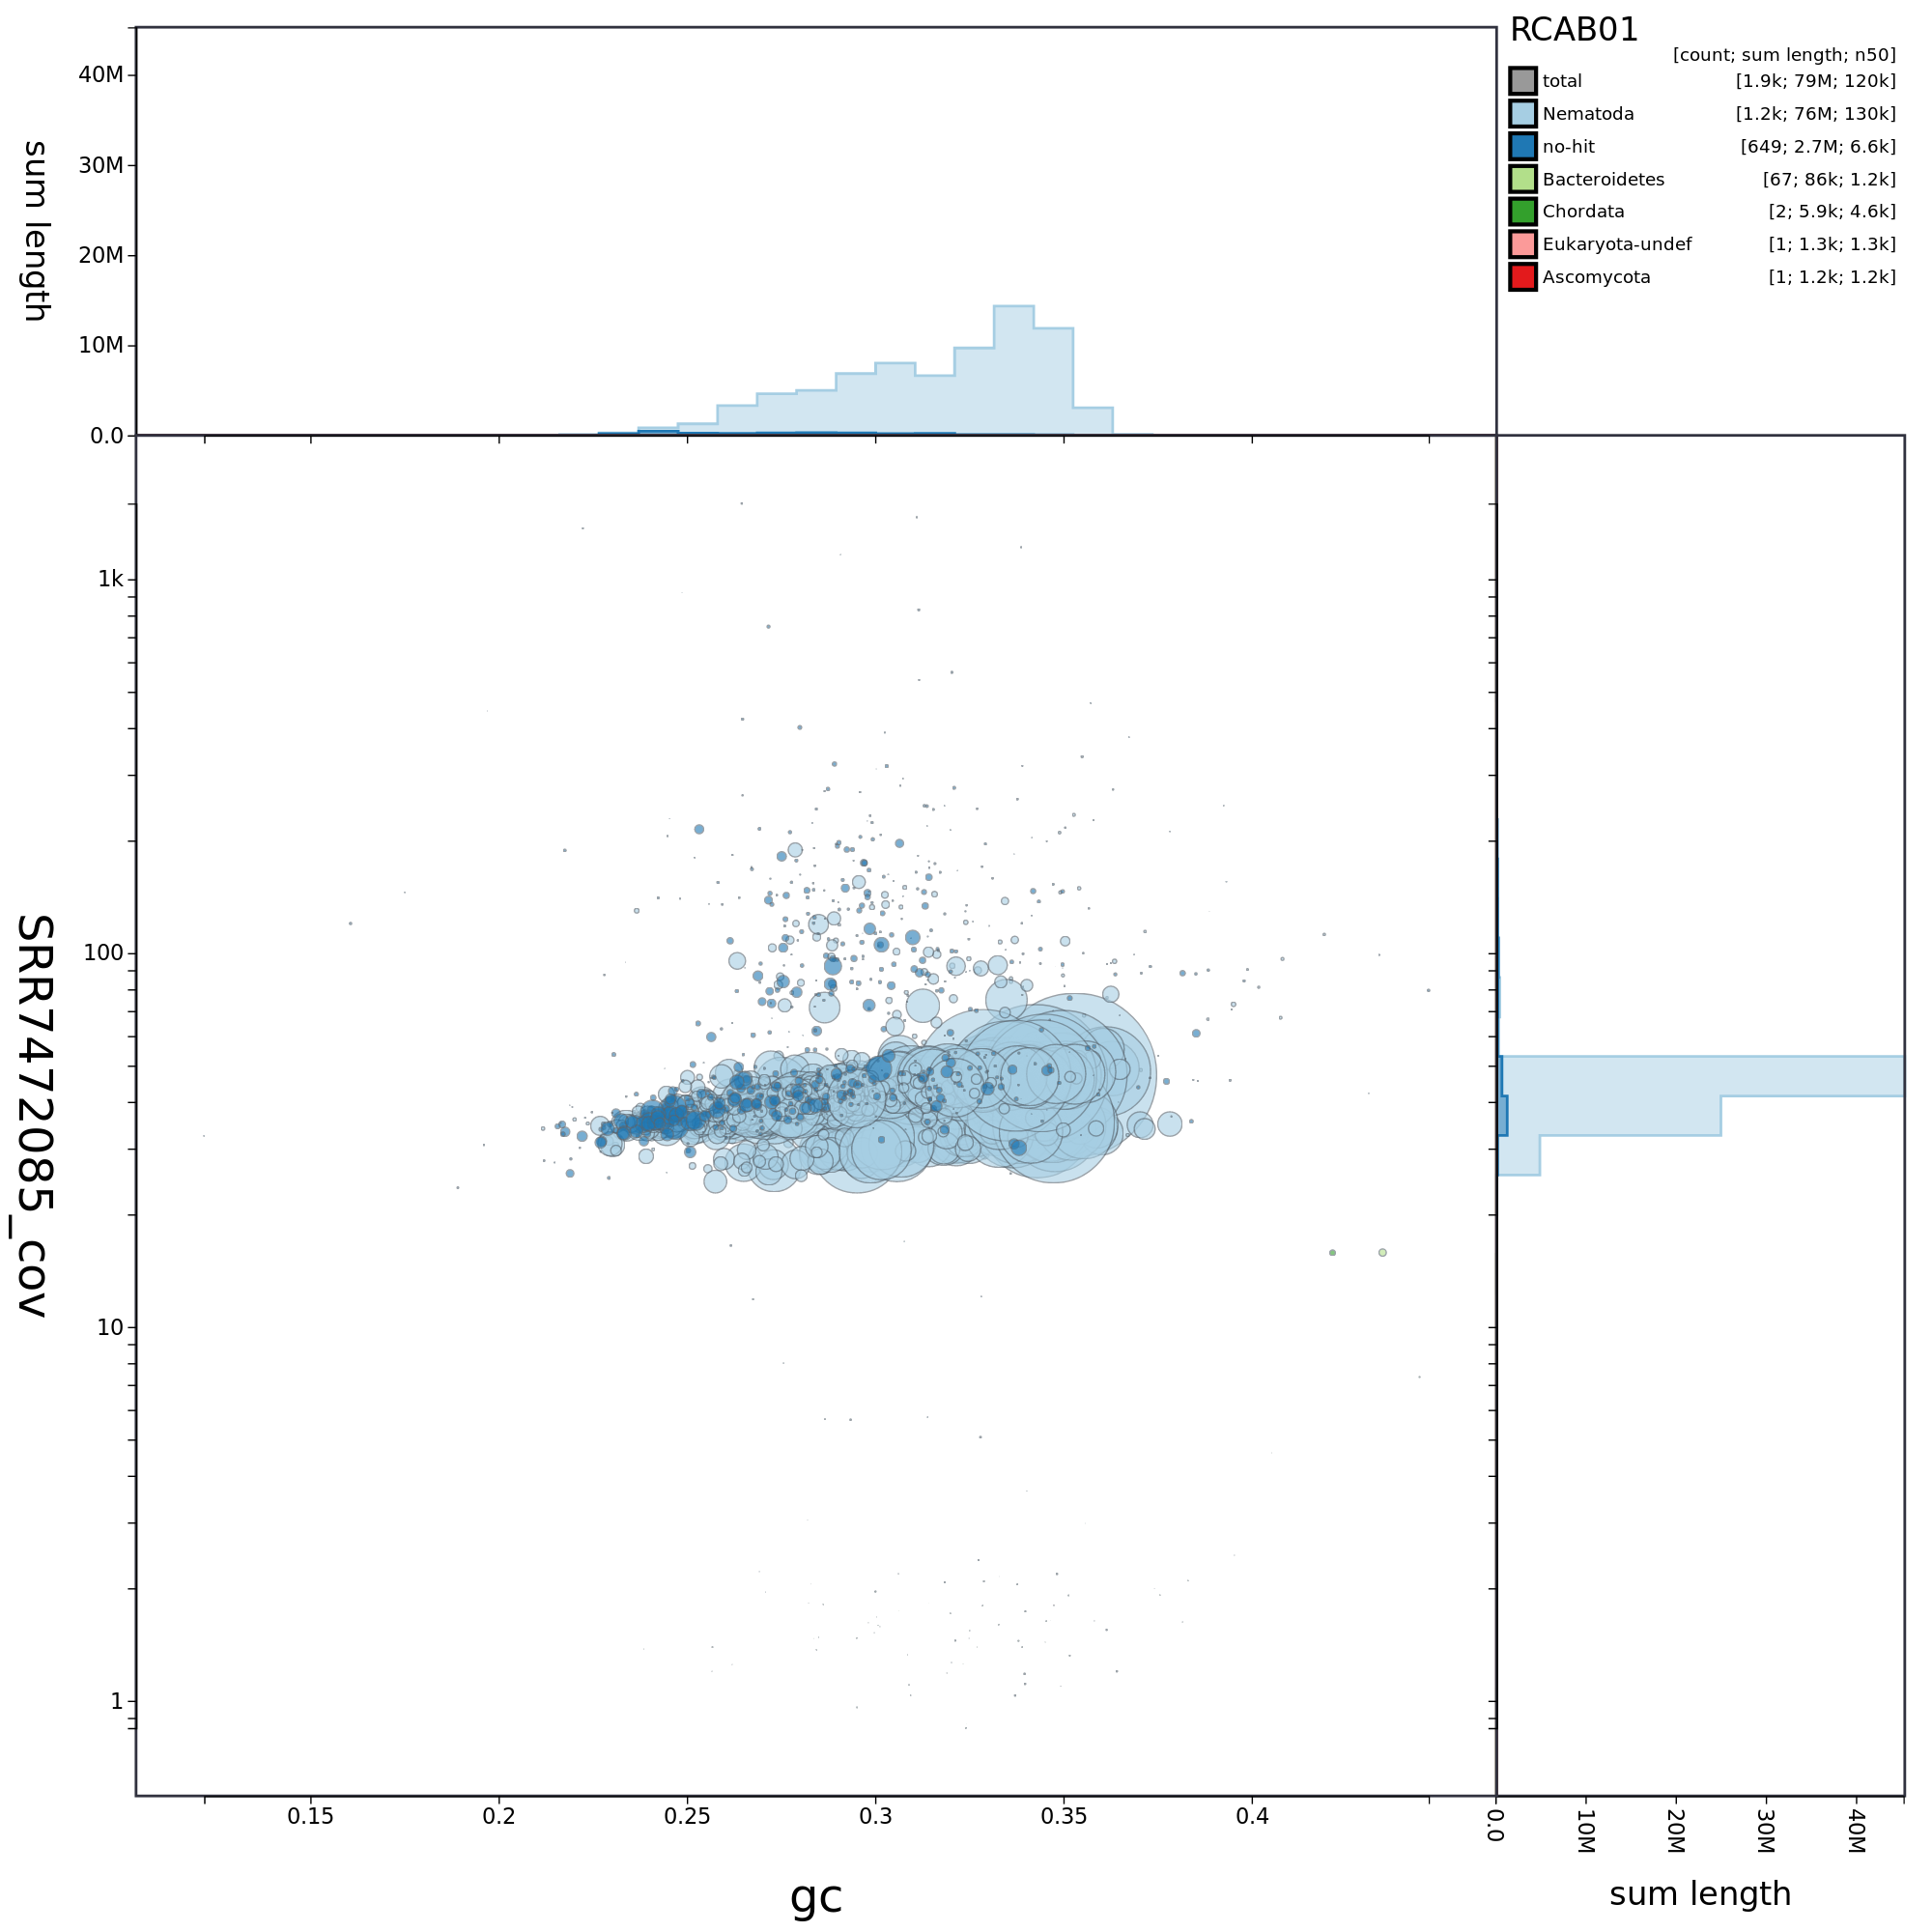 RCAB01
[count; sum length; n50]
total [1.9k; 79M; 120k]
Nematoda [1.2k; 76M; 130k]
no-hit [649; 2.7M; 6.6k]
Bacteroidetes [67; 86k; 1.2k]
Chordata [2; 5.9k; 4.6k]
Eukaryota-undef [1; 1.3k; 1.3k]
Ascomycota [1; 1.2k; 1.2k]
sum length
40M
30M
20M
10M
0.0
SRR7472085_cov
1k
100
10
1
0.15 0.2 0.25 0.3 0.35 0.4
gc
0.0 10M 20M 30M 40M
sum length